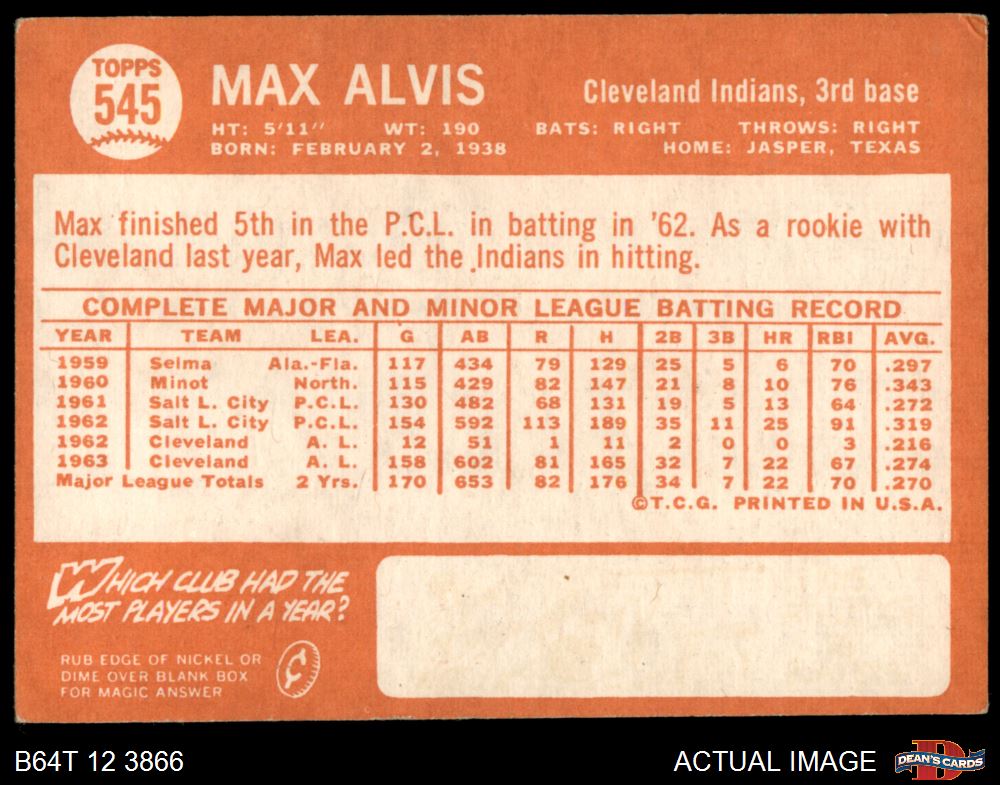 TOPPS
545
MAX ALVIS
Cleveland Indians, 3rd base
HT: 5'11" WT: 190 BATS: RIGHT THROWS: RIGHT
BORN: FEBRUARY 2, 1938 HOME: JASPER, TEXAS
Max finished 5th in the P.C.L. in batting in '62. As a rookie with
Cleveland last year, Max led the Indians in hitting.
COMPLETE MAJOR AND MINOR LEAGUE BATTING RECORD
YEAR TEAM LEA. G AB R H 2B 3B HR RBI AVG.
1959 Selma Ala.-Fla. 117 434 79 129 25 5 6 70 .297
1960 Minot North. 115 429 82 147 21 8 10 76 .343
1961 Salt L. City P.C.L. 130 482 68 131 19 5 13 64 .272
1962 Salt L. City P.C.L. 154 592 113 189 35 11 25 91 .319
1962 Cleveland A. L. 12 51 1 11 2 0 0 3 .216
1963 Cleveland A. L. 158 602 81 165 32 7 22 67 .274
Major League Totals 2 Yrs. 170 653 82 176 34 7 22 70 .270
©T.C.G. PRINTED IN U.S.A.
WHICH CLUB HAD THE
MOST PLAYERS IN A YEAR?
RUB EDGE OF NICKEL OR
DIME OVER BLANK BOX
FOR MAGIC ANSWER
B64T 12 3866
ACTUAL IMAGE
DEAN'S CARDS